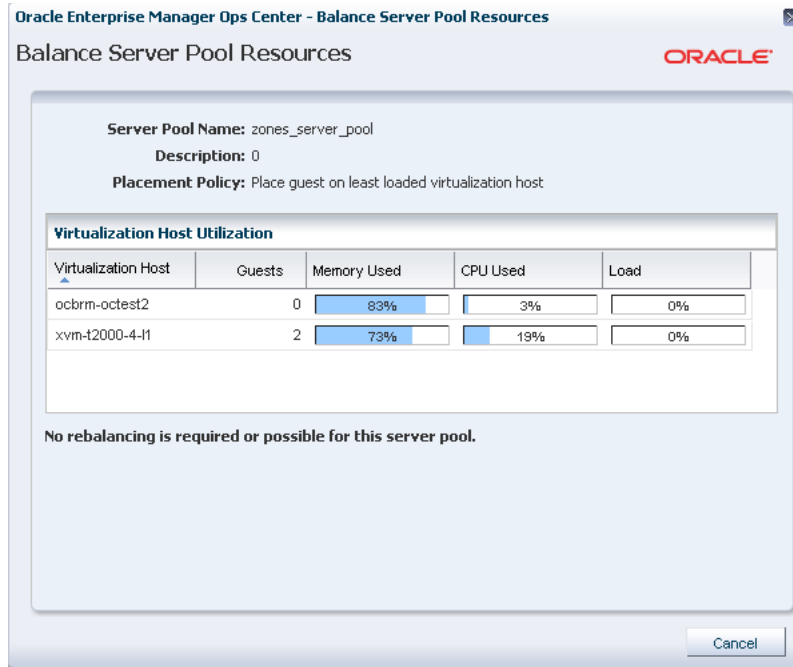 Oracle Enterprise Manager Ops Center - Balance Server Pool Resources
Balance Server Pool Resources
ORACLE
Server Pool Name: zones_server_pool
Description: 0
Placement Policy: Place guest on least loaded virtualization host
Virtualization Host Utilization
Virtualization Host Guests Memory Used CPU Used Load
ocbrm-octest2 0 83% 3% 0%
xvm-t2000-4-l1 2 73% 19% 0%
No rebalancing is required or possible for this server pool.
Cancel